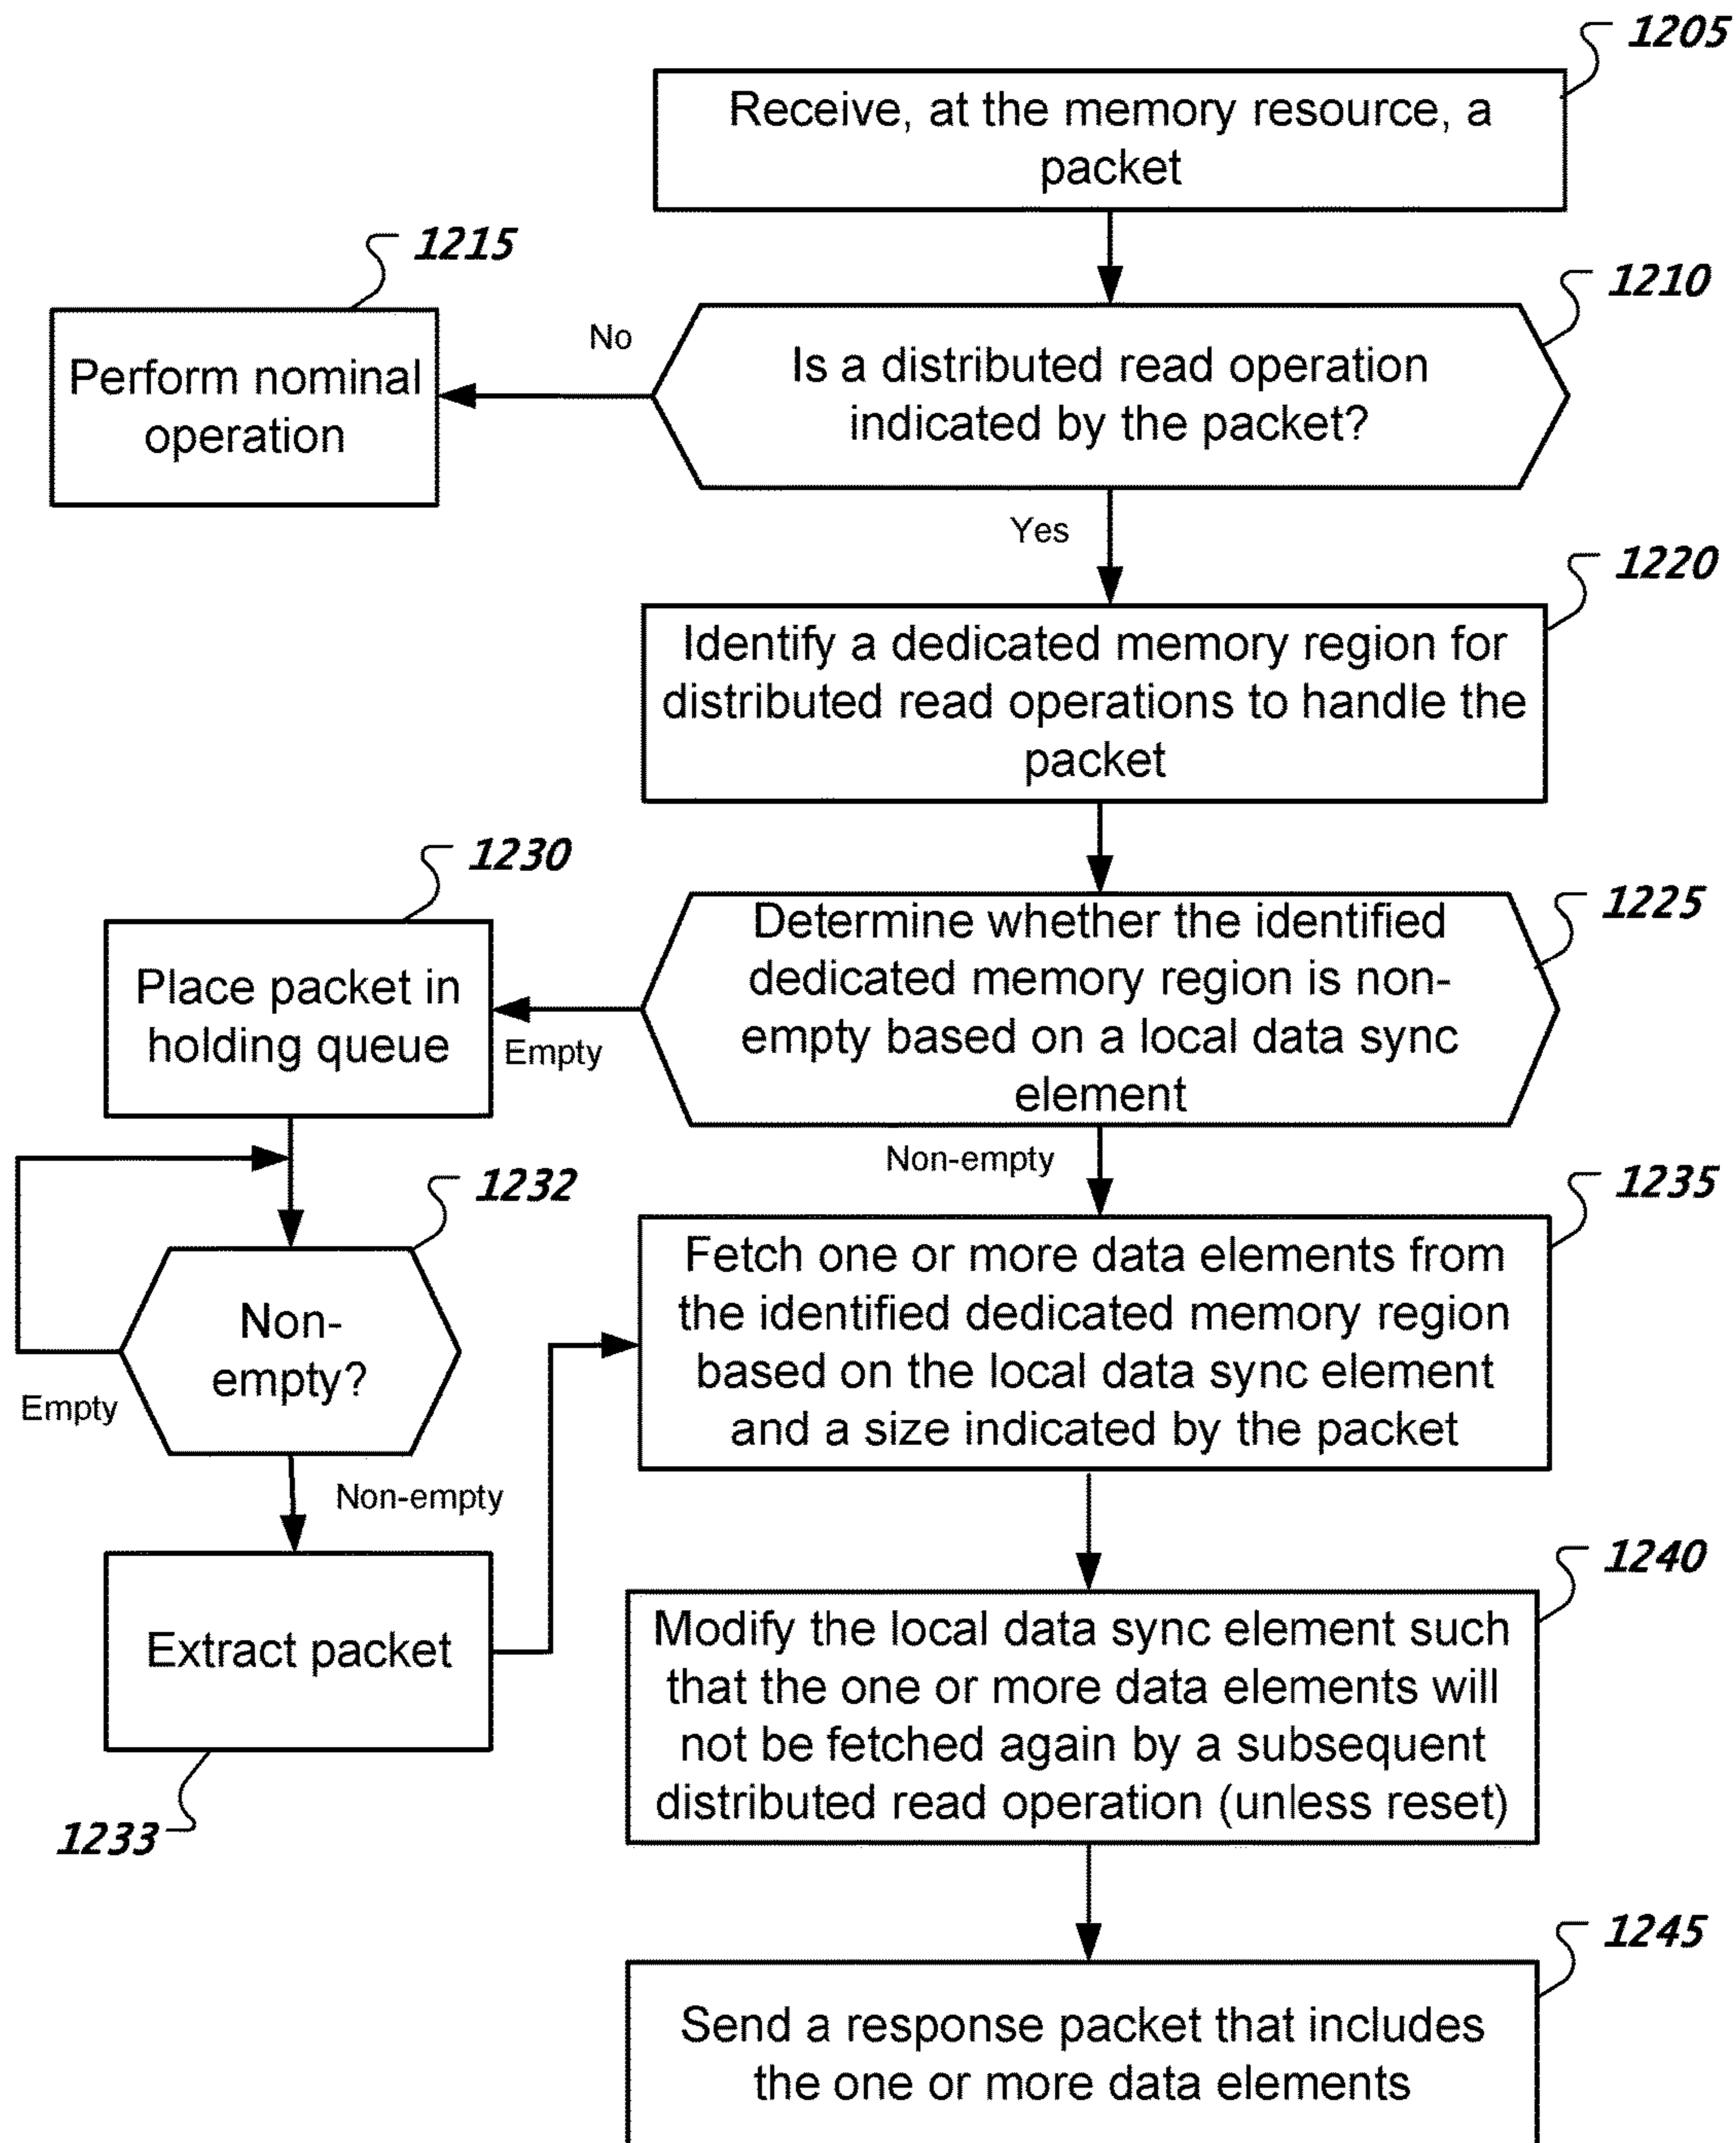 1205
Receive, at the memory resource, a
packet
1215
1210
Perform nominal
operation
No
Is a distributed read operation
indicated by the packet?
Yes
1220
Identify a dedicated memory region for
distributed read operations to handle the
packet
1230
1225
Place packet in
holding queue
Empty
Determine whether the identified
dedicated memory region is non-
empty based on a local data sync
element
Non-empty
1232
1235
Non-
empty?
Empty
Non-empty
Fetch one or more data elements from
the identified dedicated memory region
based on the local data sync element
and a size indicated by the packet
1240
Extract packet
1233
Modify the local data sync element such
that the one or more data elements will
not be fetched again by a subsequent
distributed read operation (unless reset)
1245
Send a response packet that includes
the one or more data elements